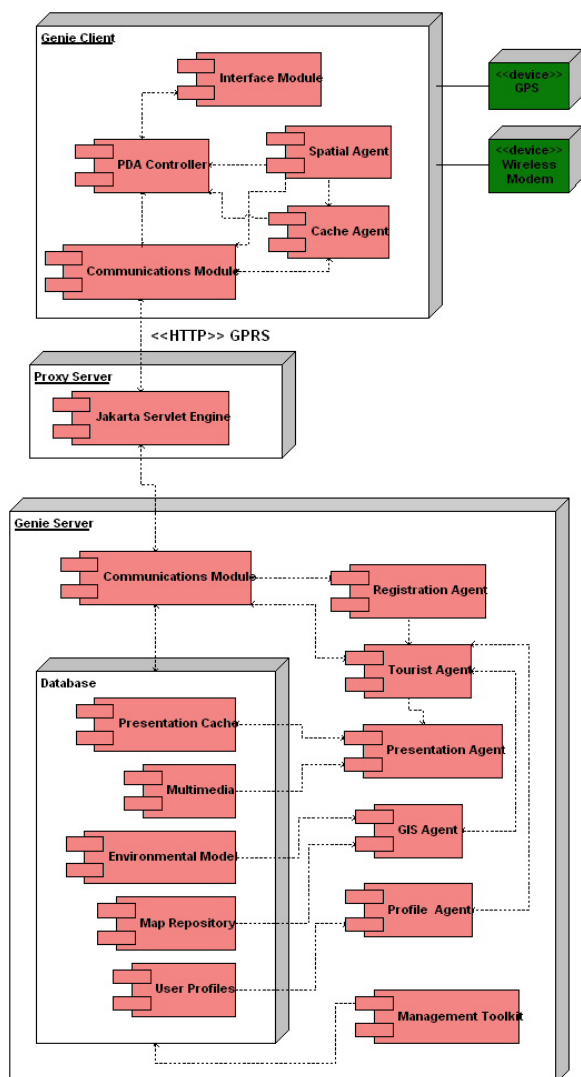 Genie Client
Interface Module
<<device>>
GPS
PDA Controller
Spatial Agent
<<device>>
Wireless
Modem
Cache Agent
Communications Module
<<HTTP>> GPRS
Proxy Server
Jakarta Servlet Engine
Genie Server
Communications Module
Registration Agent
Tourist Agent
Database
Presentation Cache
Presentation Agent
Multimedia
GIS Agent
Environmental Model
Map Repository
Profile Agent
User Profiles
Management Toolkit